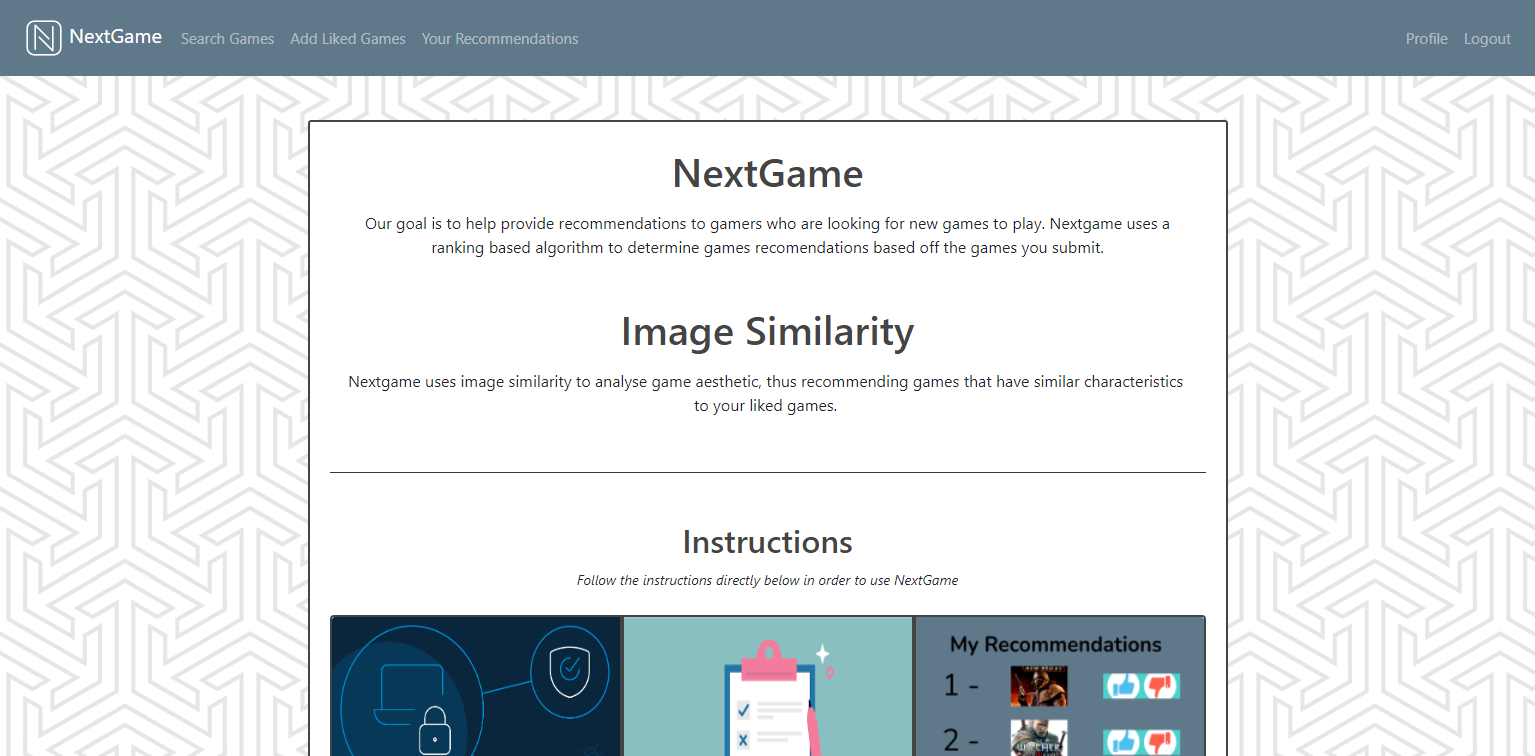 NextGame Search Games Add Liked Games Your Recommendations Profile Logout
NextGame
Our goal is to help provide recommendations to gamers who are looking for new games to play. Nextgame uses a
ranking based algorithm to determine games recomendations based off the games you submit.
Image Similarity
Nextgame uses image similarity to analyse game aesthetic, thus recommending games that have similar characteristics
to your liked games.
Instructions
Follow the instructions directly below in order to use NextGame
My Recommendations
1 -
2 -